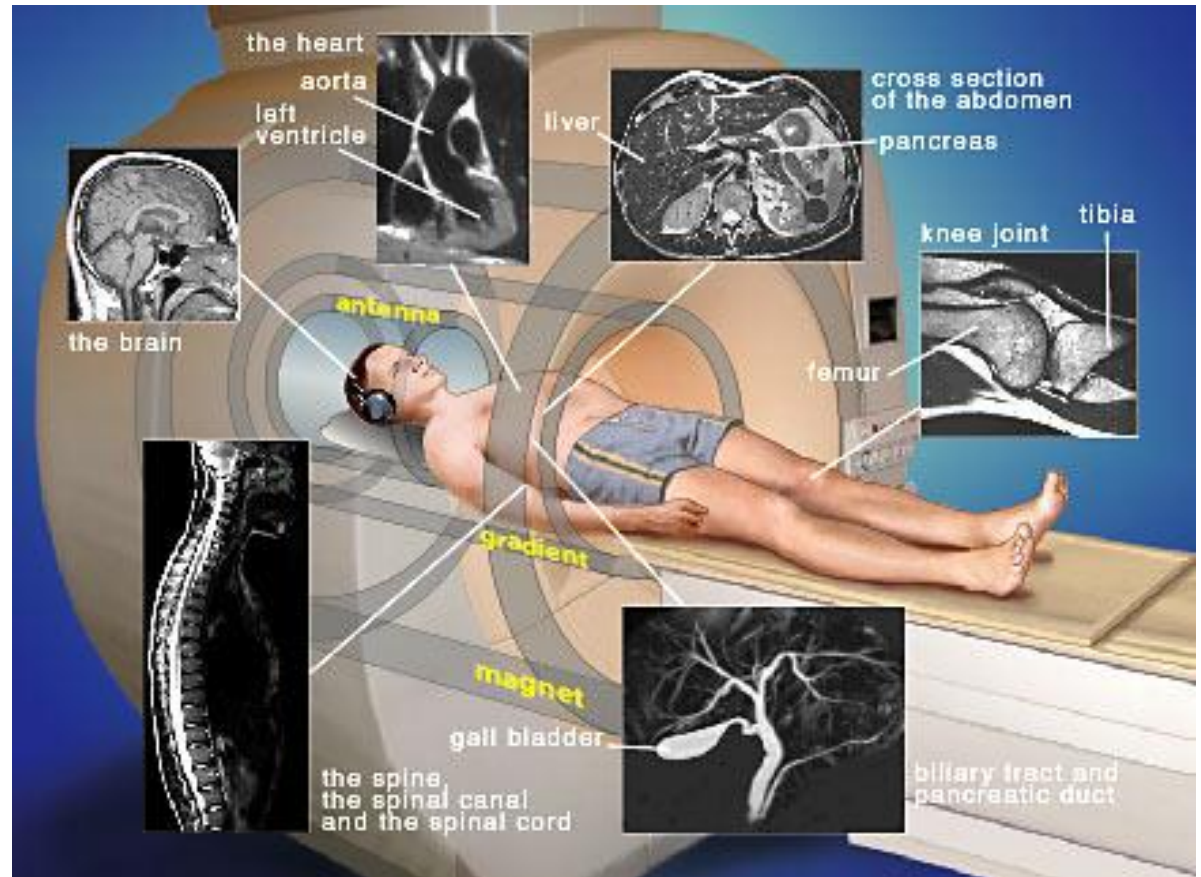 the heart
aorta
left
ventricle
liver
cross section
of the abdomen
pancreas
tibia
knee joint
femur
the brain
antenna
gradient
magnet
gall bladder
the spine,
the spinal canal
and the spinal cord
biliary tract and
pancreatic duct